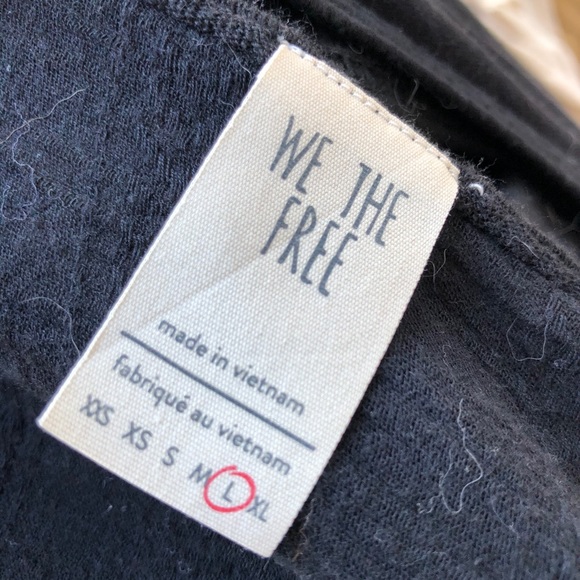 WE THE
FREE
made in vietnam
fabriqué au vietnam
XXS XS S M L XL